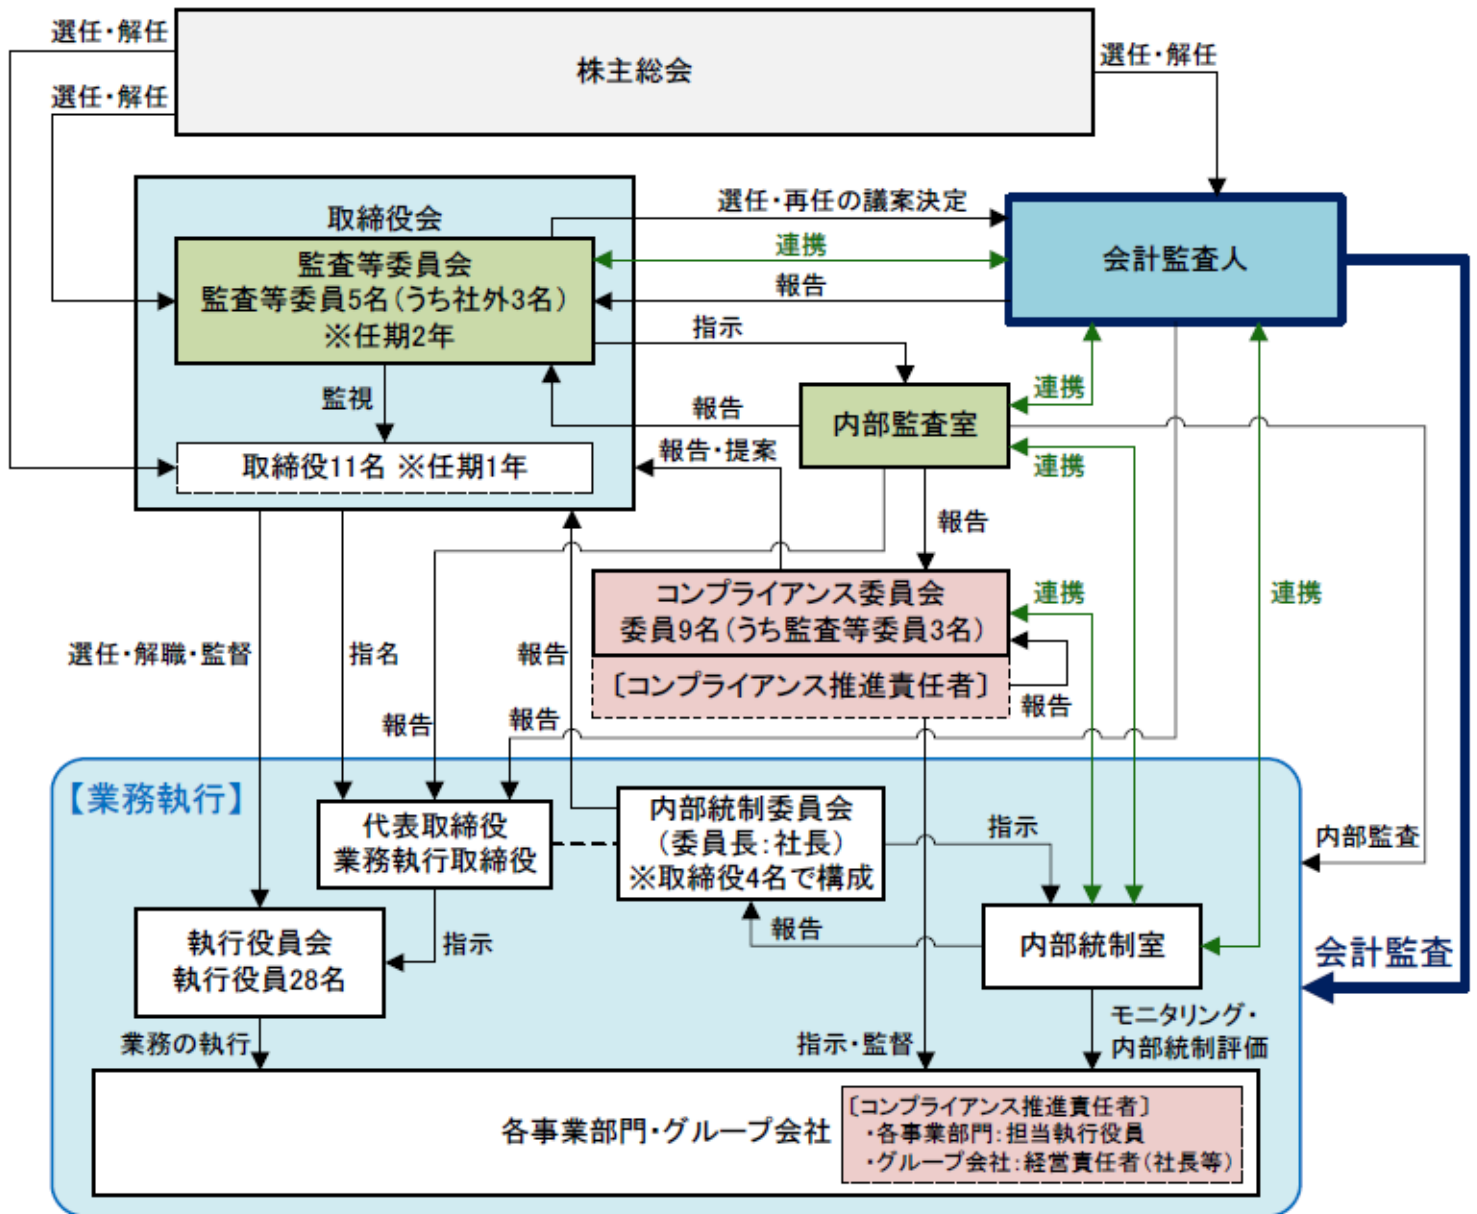 選任・解任
株主総会
選任・解任
選任・解任
取締役会
監査等委員会
監査等委員5名(うち社外3名)
※任期2年
監視
取締役11名 ※任期1年
選任・再任の議案決定
連携
報告
会計監査人
指示
報告
内部監査室
連携
連携
報告・提案
報告
コンプライアンス委員会
委員9名(うち監査等委員3名)
〔コンプライアンス推進責任者〕
報告
連携
連携
選任・解職・監督
指名
報告
報告
報告
【業務執行】
代表取締役
業務執行取締役
内部統制委員会
(委員長:社長)
※取締役4名で構成
指示
内部監査
執行役員会
執行役員28名
指示
報告
内部統制室
会計監査
業務の執行
指示・監督
モニタリング・
内部統制評価
各事業部門・グループ会社
〔コンプライアンス推進責任者〕
・各事業部門:担当執行役員
・グループ会社:経営責任者(社長等)